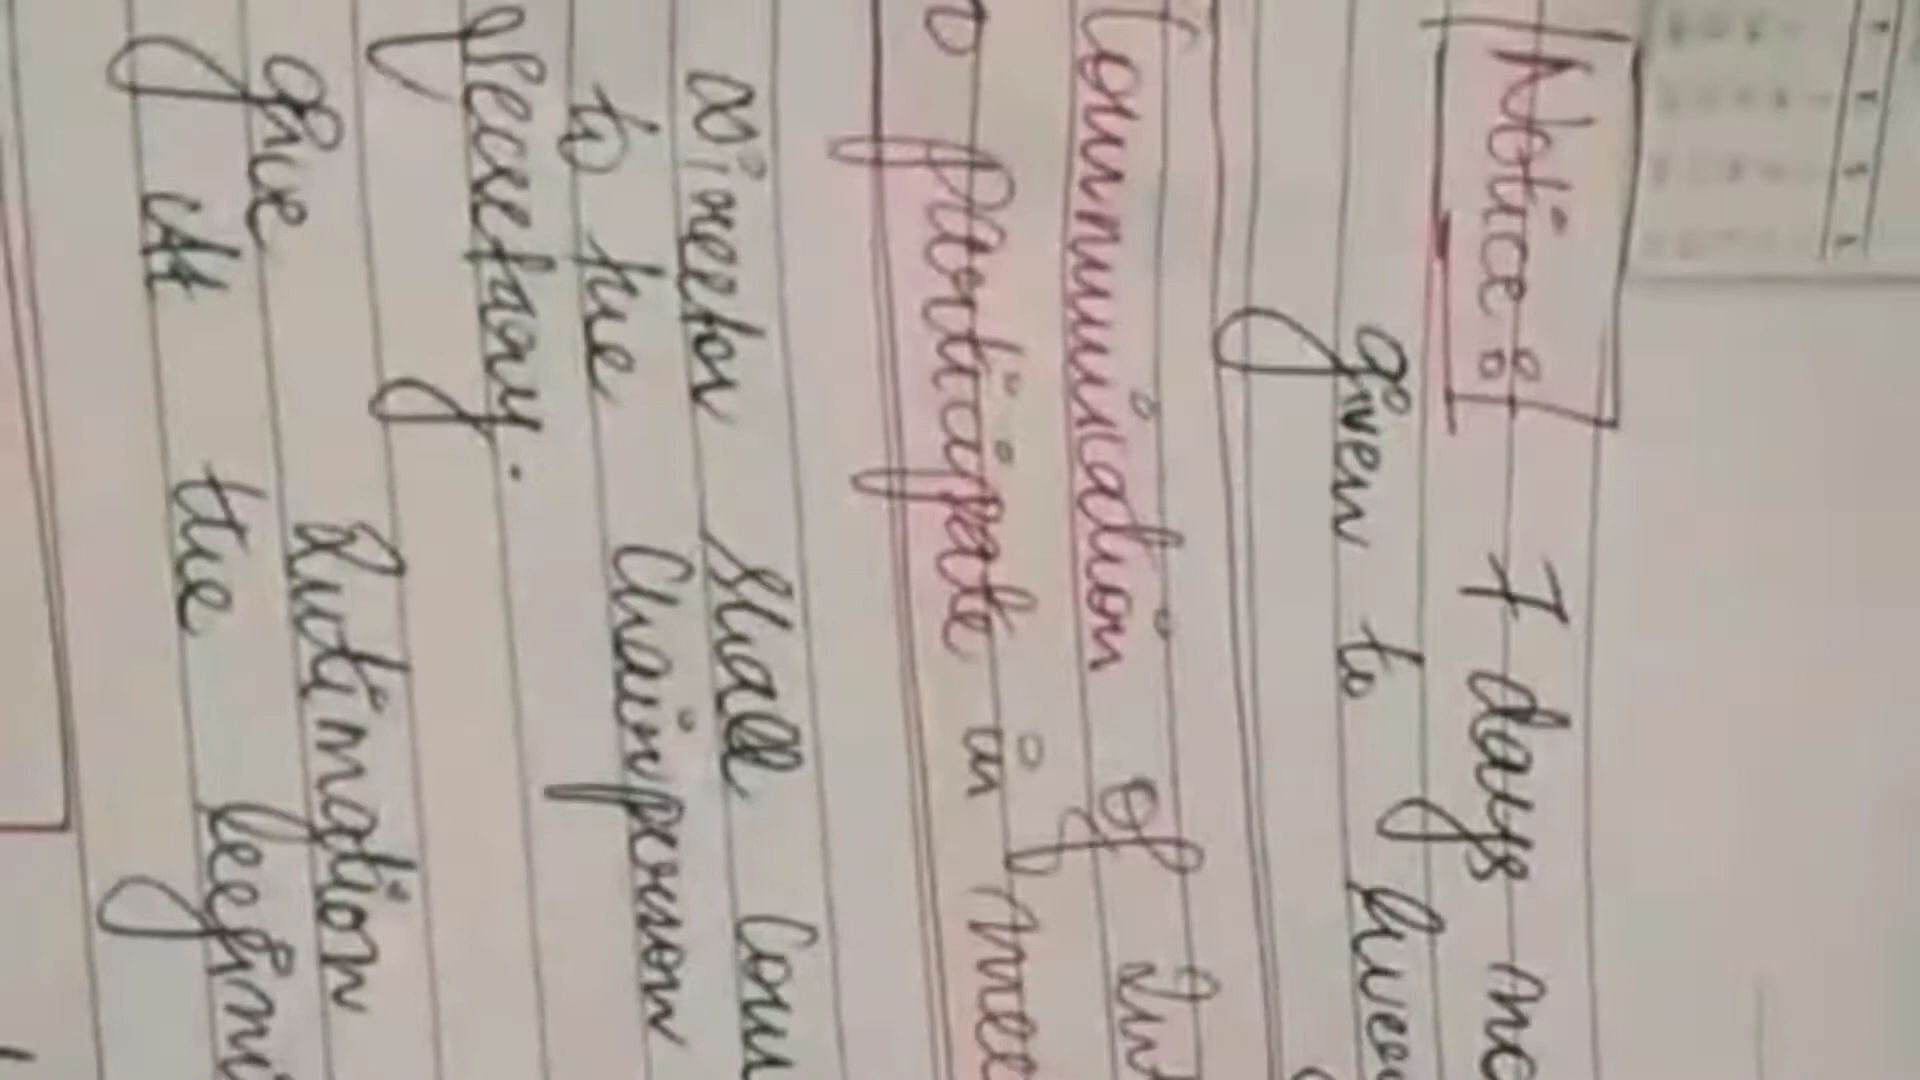 Notice: 7 days
given to
Communication of
to participate in
Director shall
to the Chairperson
Secretary.
give Intimation
at the